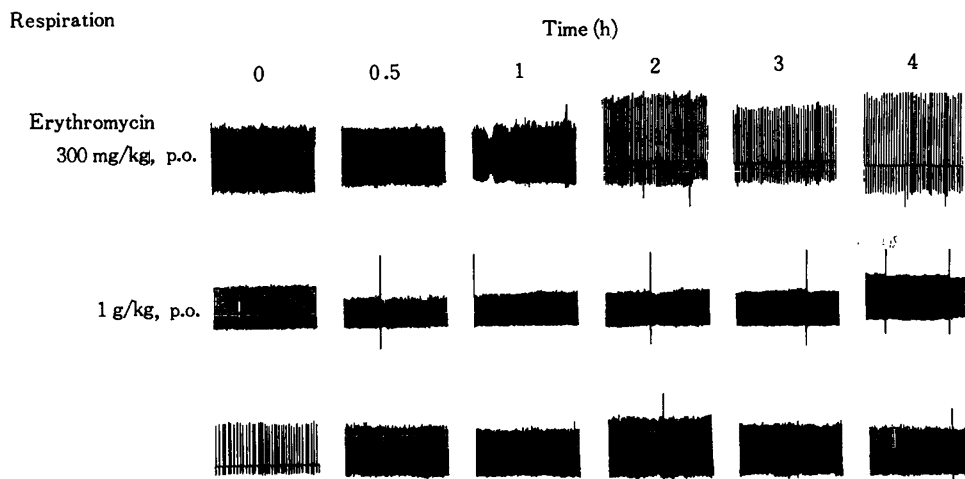 Respiration
Time (h)
0 0.5 1 2 3 4
Erythromycin
300 mg/kg, p.o.
1 g/kg, p.o.